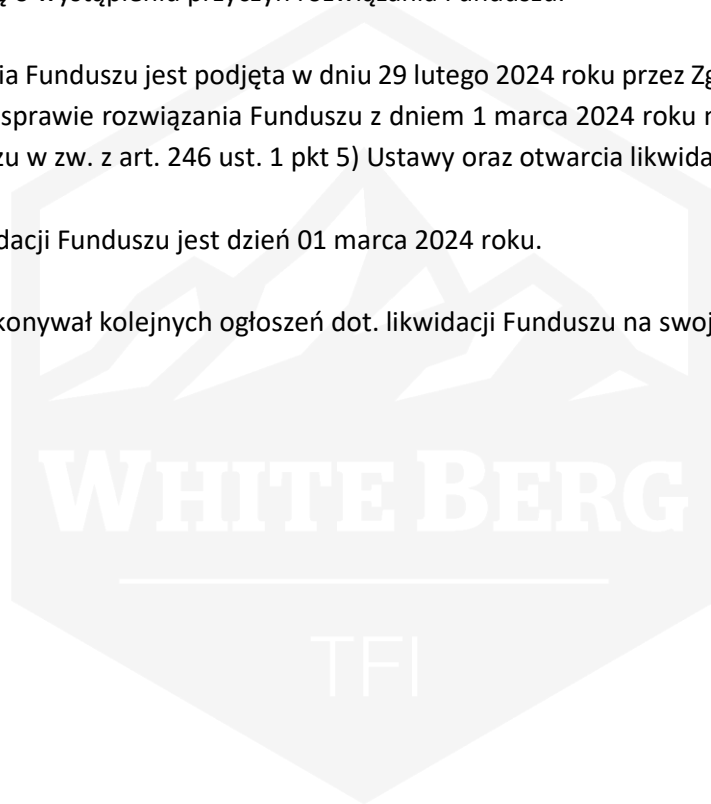 o wystąpieniu przyczyn rozwiązania Funduszu.
ia Funduszu jest podjęta w dniu 29 lutego 2024 roku przez Zg
sprawie rozwiązania Funduszu z dniem 1 marca 2024 roku
zu w zw. z art. 246 ust. 1 pkt 5) Ustawy oraz otwarcia likwida
dacji Funduszu jest dzień 01 marca 2024 roku.
konywał kolejnych ogłoszeń dot. likwidacji Funduszu na swoj
WHITE BERG
TFI